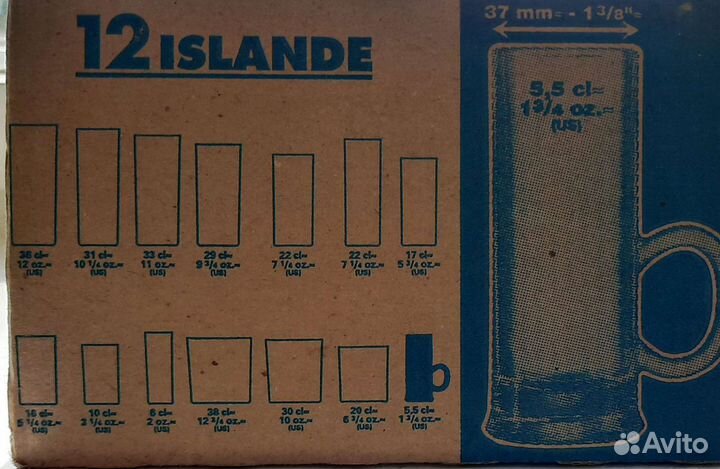 12 ISLANDE
37 mm≈ - 1 3/8"≈
5,5 cl≈
1 3/4 oz.≈
(US)
36 cl≈ 31 cl≈ 33 cl≈ 29 cl≈ 22 cl≈ 22 cl≈ 17 cl≈
12 oz.≈ 10 1/4 oz.≈ 11 oz.≈ 9 3/4 oz.≈ 7 1/4 oz.≈ 7 1/4 oz.≈ 5 3/4 oz.≈
(US) (US) (US) (US) (US) (US) (US)
16 cl≈ 10 cl≈ 6 cl≈ 38 cl≈ 30 cl≈ 20 cl≈ 5,5 cl≈
5 1/4 oz.≈ 3 1/4 oz.≈ 2 oz.≈ 12 3/4 oz.≈ 10 oz.≈ 6 3/4 oz.≈ 1 3/4 oz.≈
(US) (US) (US) (US) (US) (US) (US)
Avito